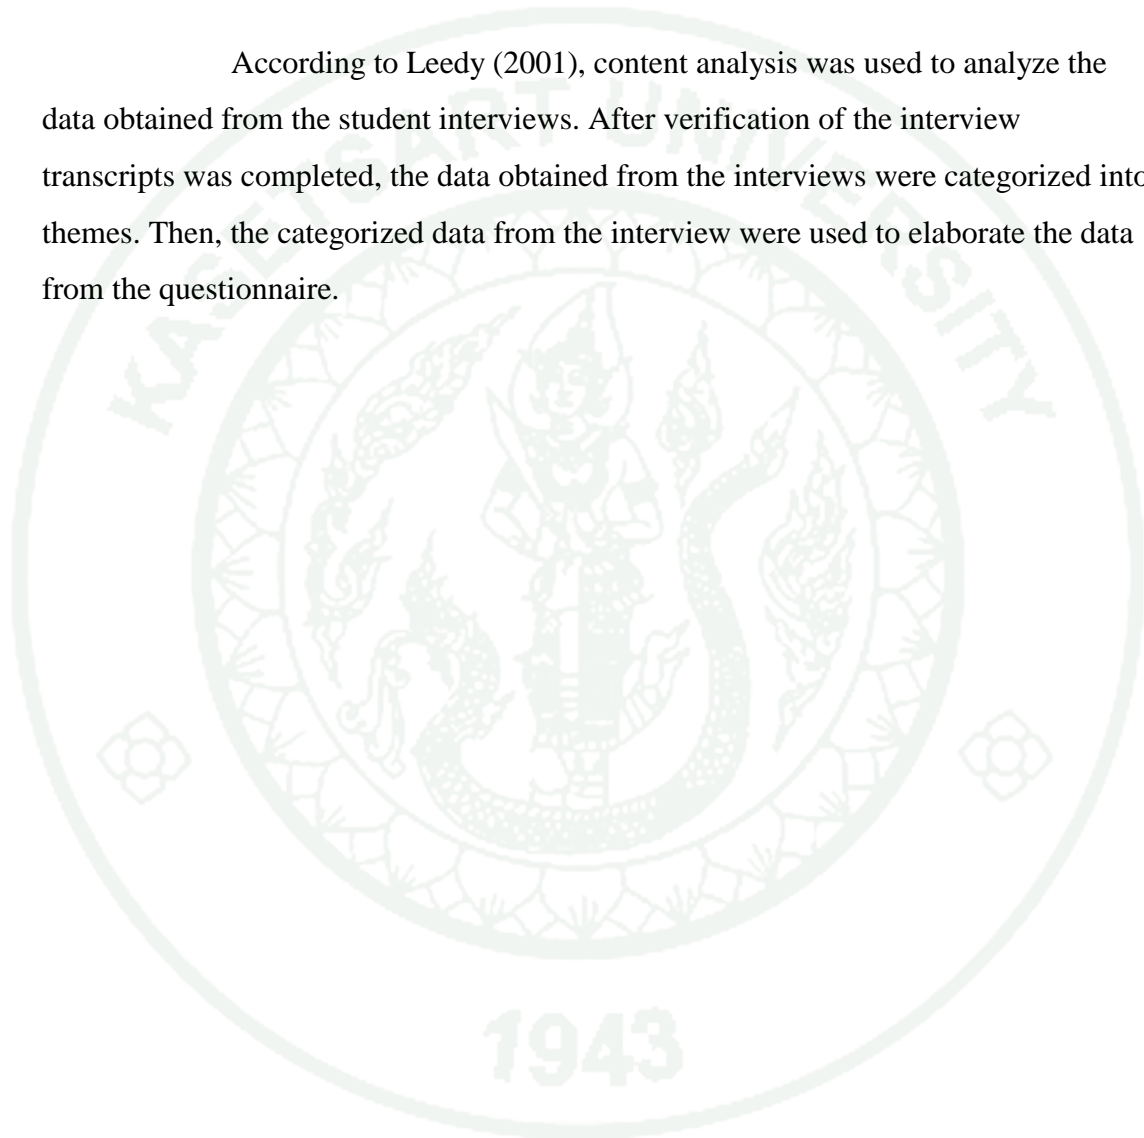 According to Leedy (2001), content analysis was used to analyze the
data obtained from the student interviews. After verification of the interview
transcripts was completed, the data obtained from the interviews were categorized into
themes. Then, the categorized data from the interview were used to elaborate the data
from the questionnaire.
KASETSART UNIVERSITY
1943